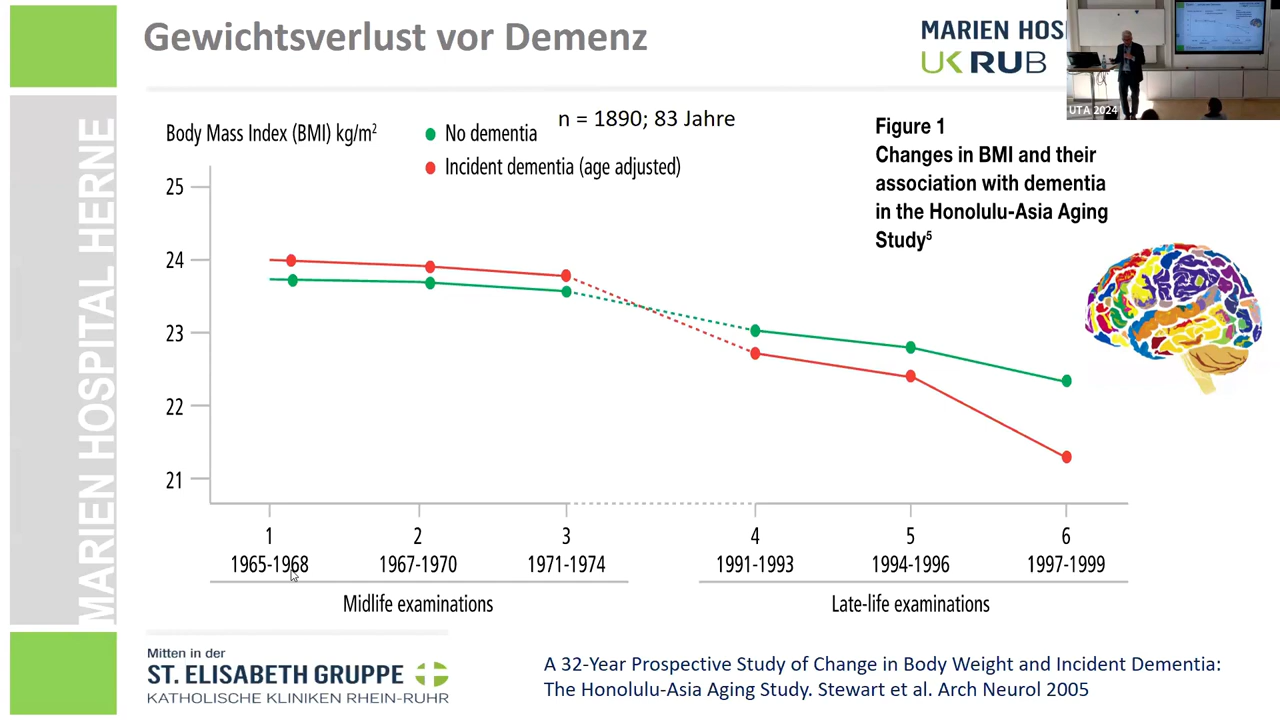 Gewichtsverlust vor Demenz
MARIEN HOSI
UK RUB
UTA 2024
MARIEN HOSPITAL HERNE
Body Mass Index (BMI) kg/m²
No dementia
n = 1890; 83 Jahre
Incident dementia (age adjusted)
Figure 1
Changes in BMI and their
association with dementia
in the Honolulu-Asia Aging
Study⁵
25
24
23
22
21
1 2 3 4 5 6
1965-1968 1967-1970 1971-1974 1991-1993 1994-1996 1997-1999
Midlife examinations Late-life examinations
Mitten in der
ST. ELISABETH GRUPPE
KATHOLISCHE KLINIKEN RHEIN-RUHR
A 32-Year Prospective Study of Change in Body Weight and Incident Dementia:
The Honolulu-Asia Aging Study. Stewart et al. Arch Neurol 2005